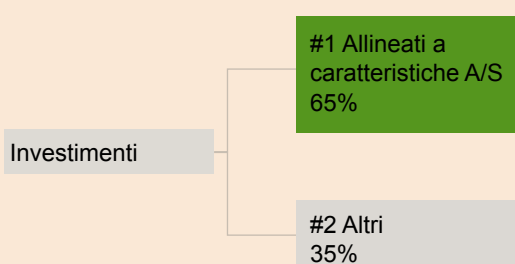 #1 Allineati a
caratteristiche A/S
65%
Investimenti
#2 Altri
35%